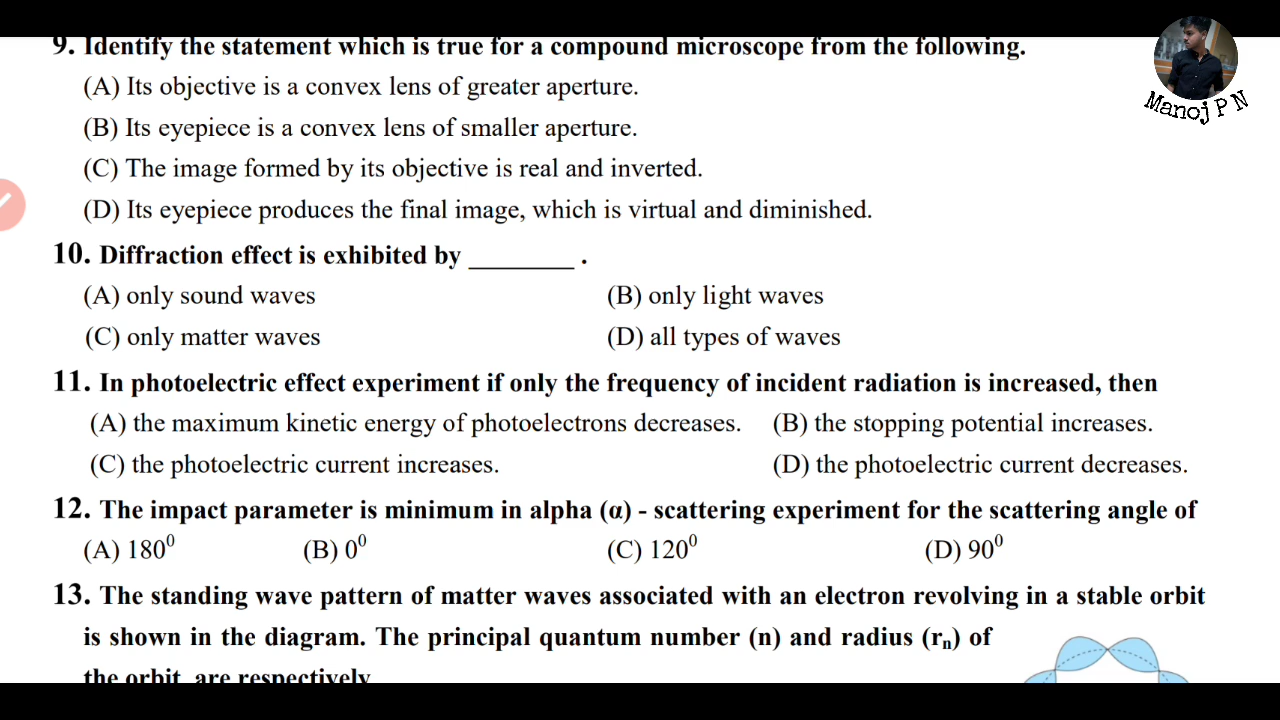 9. Identify the statement which is true for a compound microscope from the following.
(A) Its objective is a convex lens of greater aperture.
(B) Its eyepiece is a convex lens of smaller aperture.
(C) The image formed by its objective is real and inverted.
(D) Its eyepiece produces the final image, which is virtual and diminished.
10. Diffraction effect is exhibited by ________ .
(A) only sound waves (B) only light waves
(C) only matter waves (D) all types of waves
11. In photoelectric effect experiment if only the frequency of incident radiation is increased, then
(A) the maximum kinetic energy of photoelectrons decreases. (B) the stopping potential increases.
(C) the photoelectric current increases. (D) the photoelectric current decreases.
12. The impact parameter is minimum in alpha (α) - scattering experiment for the scattering angle of
(A) 180⁰ (B) 0⁰ (C) 120⁰ (D) 90⁰
13. The standing wave pattern of matter waves associated with an electron revolving in a stable orbit
is shown in the diagram. The principal quantum number (n) and radius (rₙ) of
the orbit are respectively
Manoj P N